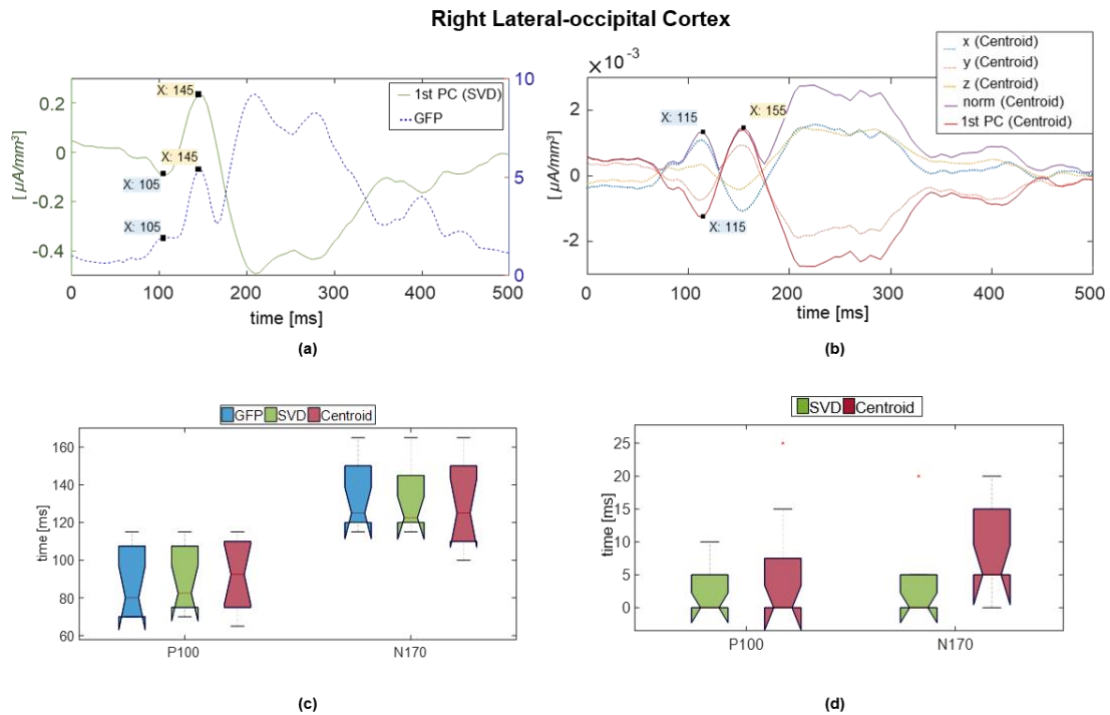 Right Lateral-occipital Cortex
[ μA/mm³]
0.2
0
-0.2
-0.4
10
5
0
1st PC (SVD)
GFP
X: 145
X: 145
X: 105
X: 105
0 100 200 300 400 500
time [ms]
(a)
×10⁻³
[ μA/mm³]
2
0
-2
x (Centroid)
y (Centroid)
z (Centroid)
norm (Centroid)
1st PC (Centroid)
X: 115
X: 155
X: 115
0 100 200 300 400 500
time [ms]
(b)
GFP SVD Centroid
time [ms]
160
140
120
100
80
60
P100 N170
(c)
SVD Centroid
time [ms]
25
20
15
10
5
0
P100 N170
(d)